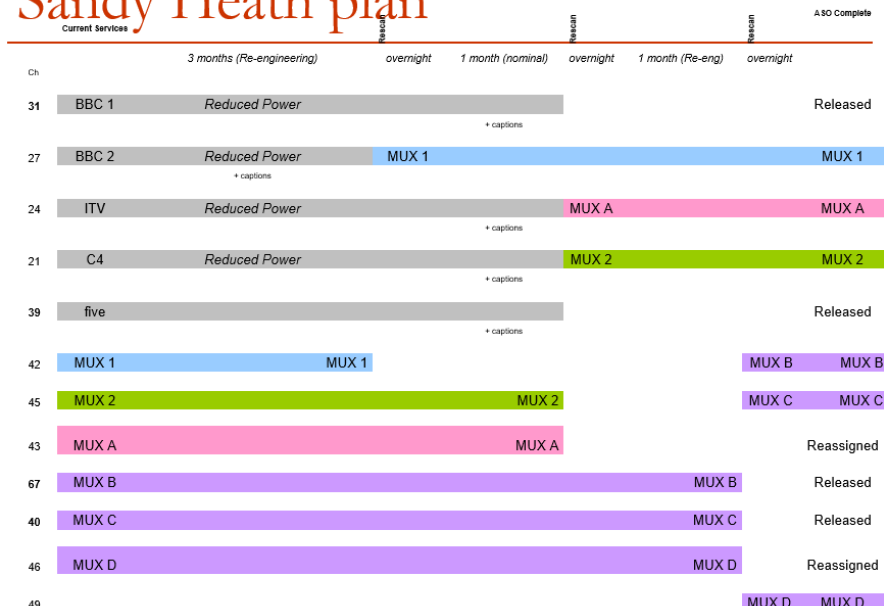 Sandy Heath plan
Current Services Rescan Rescan Rescan ASO Complete
3 months (Re-engineering) overnight 1 month (nominal) overnight 1 month (Re-eng) overnight
Ch
31 BBC 1 Reduced Power Released
+ captions
27 BBC 2 Reduced Power MUX 1 MUX 1
+ captions
24 ITV Reduced Power MUX A MUX A
+ captions
21 C4 Reduced Power MUX 2 MUX 2
+ captions
39 five Released
+ captions
42 MUX 1 MUX 1 MUX B MUX B
45 MUX 2 MUX 2 MUX C MUX C
43 MUX A MUX A Reassigned
67 MUX B MUX B Released
40 MUX C MUX C Released
46 MUX D MUX D Reassigned
49 MUX D MUX D